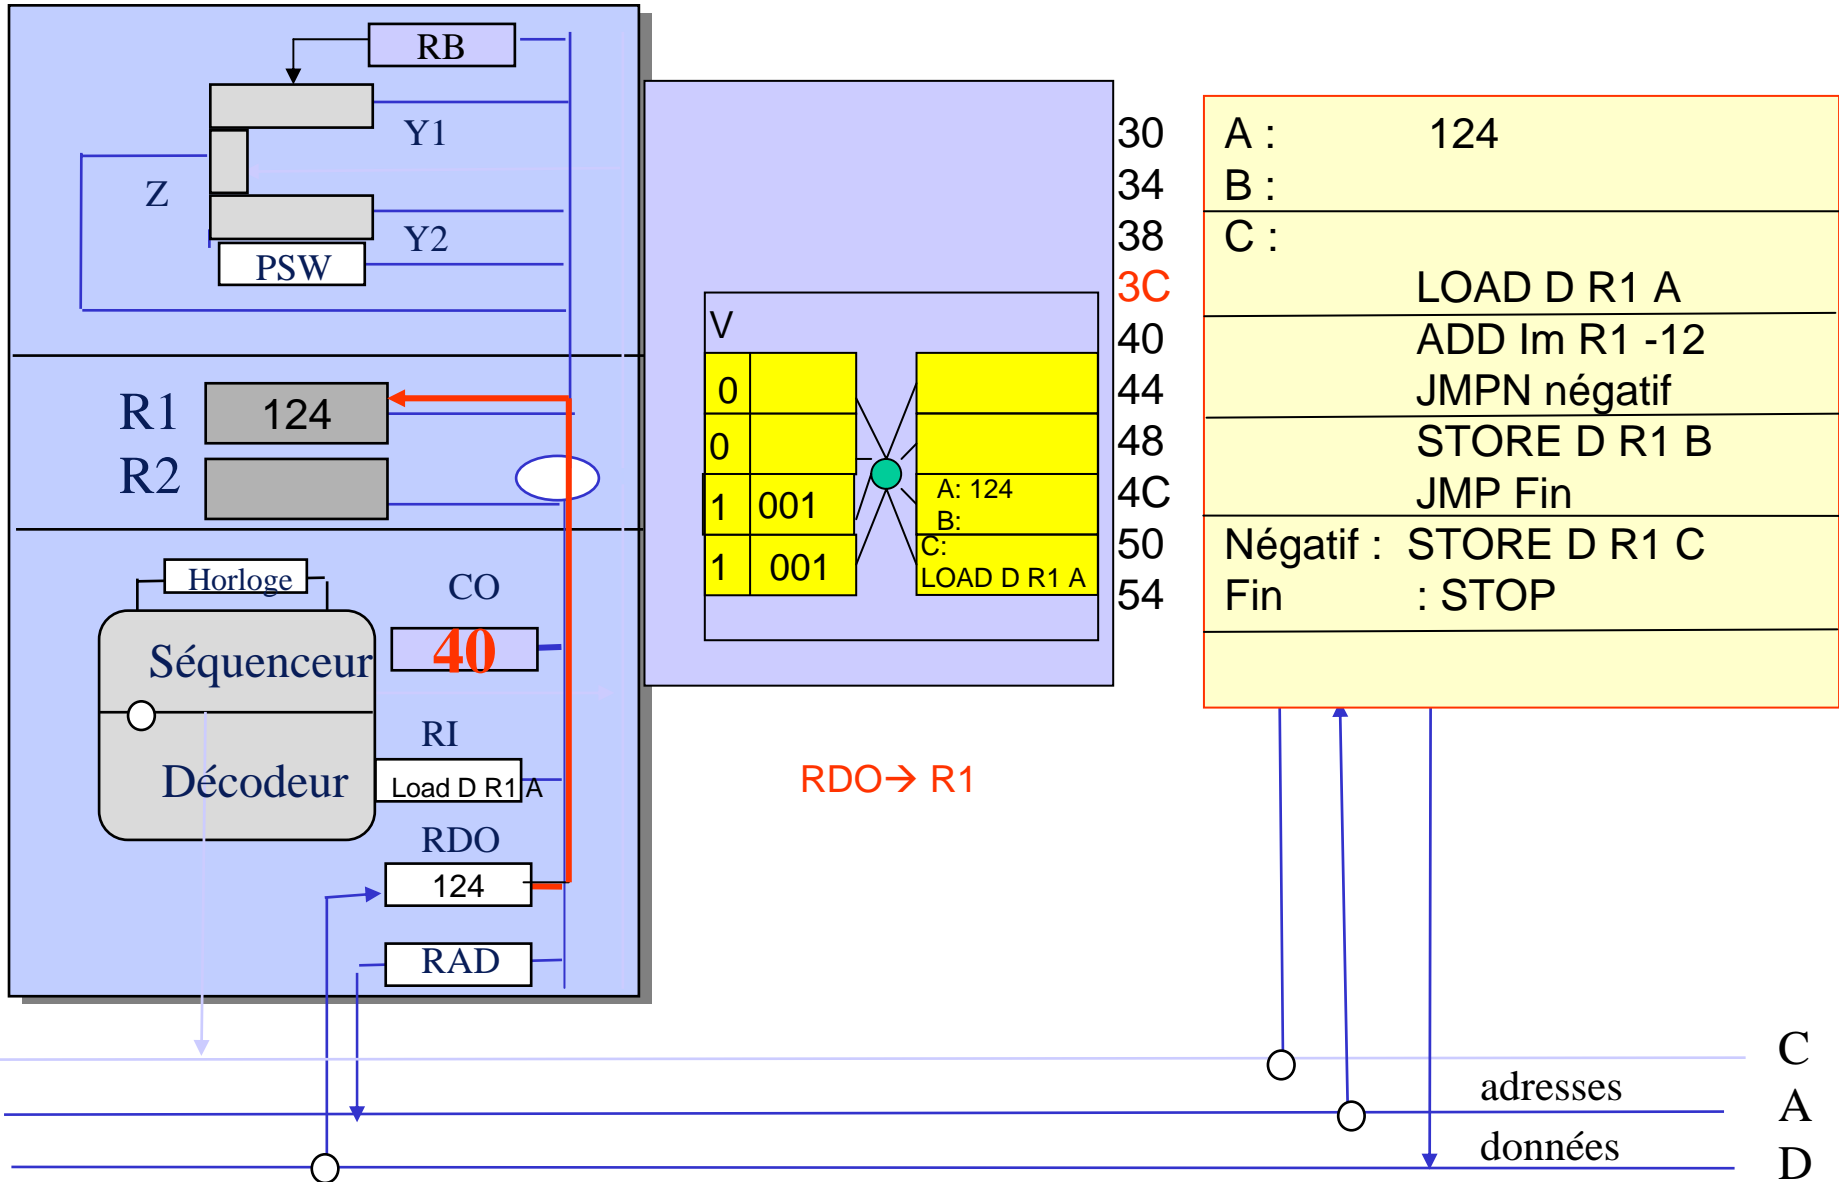 RB
Y1
Z
Y2
PSW
R1 124
R2
Horloge
CO
40
Séquenceur
RI
Décodeur
Load D R1 A
RDO
124
RAD
V
0
0
1 001 A: 124
B:
1 001 C:
LOAD D R1 A
RDO→ R1
30 A : 124
34 B :
38 C :
3C LOAD D R1 A
40 ADD Im R1 -12
44 JMPN négatif
48 STORE D R1 B
4C JMP Fin
50 Négatif : STORE D R1 C
54 Fin : STOP
C
adresses A
données D